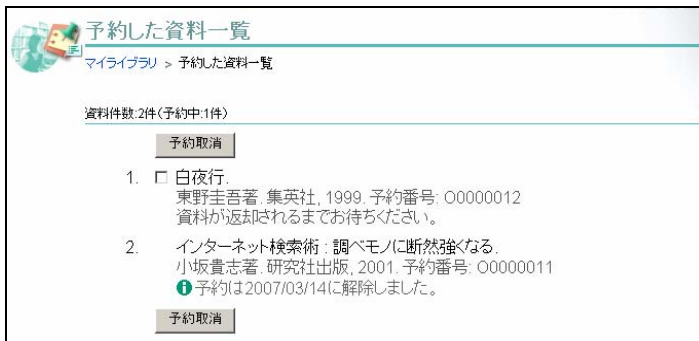 予約した資料一覧
マイライブラリ > 予約した資料一覧
資料件数:2件(予約中:1件)
予約取消
1. 白夜行.
東野圭吾著. 集英社, 1999. 予約番号: O0000012
資料が返却されるまでお待ちください。
2. インターネット検索術 : 調ベモノに断然強くなる.
小坂貴志著. 研究社出版, 2001. 予約番号: O0000011
予約は2007/03/14に解除しました。
予約取消